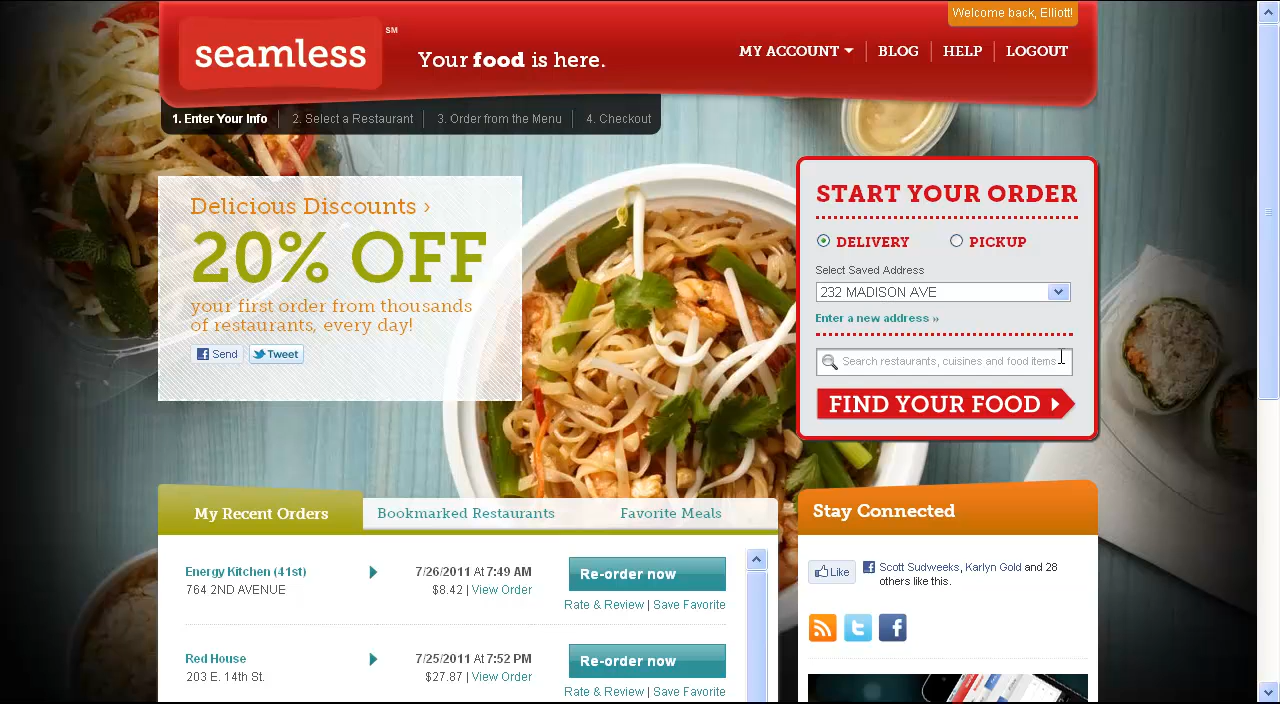 Welcome back, Elliott!
seamless SM
Your food is here.
MY ACCOUNT
BLOG
HELP
LOGOUT
1. Enter Your Info
2. Select a Restaurant
3. Order from the Menu
4. Checkout
Delicious Discounts ›
20% OFF
your first order from thousands
of restaurants, every day!
Send
Tweet
START YOUR ORDER
DELIVERY
PICKUP
Select Saved Address
232 MADISON AVE
Enter a new address »
Search restaurants, cuisines and food items
FIND YOUR FOOD
My Recent Orders
Bookmarked Restaurants
Favorite Meals
Energy Kitchen (41st)
764 2ND AVENUE
7/26/2011 At 7:49 AM
$8.42 | View Order
Re-order now
Rate & Review | Save Favorite
Red House
203 E. 14th St.
7/25/2011 At 7:52 PM
$27.87 | View Order
Re-order now
Rate & Review | Save Favorite
Stay Connected
Like
Scott Sudweeks, Karlyn Gold and 28
others like this.